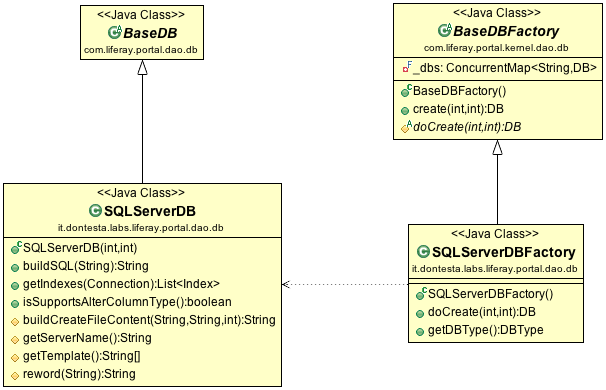 <<Java Class>>
BaseDB
com.liferay.portal.dao.db
<<Java Class>>
BaseDBFactory
com.liferay.portal.kernel.dao.db
_dbs: ConcurrentMap<String,DB>
BaseDBFactory()
create(int,int):DB
doCreate(int,int):DB
<<Java Class>>
SQLServerDB
it.dontesta.labs.liferay.portal.dao.db
SQLServerDB(int,int)
buildSQL(String):String
getIndexes(Connection):List<Index>
isSupportsAlterColumnType():boolean
buildCreateFileContent(String,String,int):String
getServerName():String
getTemplate():String[]
reword(String):String
<<Java Class>>
SQLServerDBFactory
it.dontesta.labs.liferay.portal.dao.db
SQLServerDBFactory()
doCreate(int,int):DB
getDBType():DBType